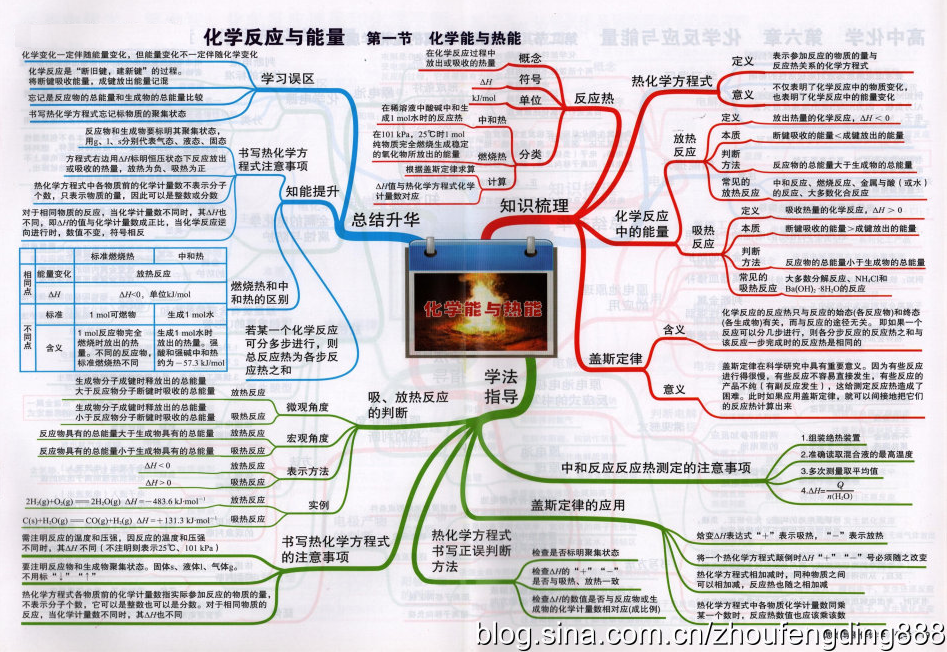 化学反应与能量 第一节 化学能与热能
化学变化一定伴随能量变化，但能量变化不一定伴随化学变化
化学反应是“断旧键，建新键”的过程。
将断键吸收能量，成键放出能量记混
忘记是反应物的总能量和生成物的总能量比较
书写热化学方程式忘记标物质的聚集状态
学习误区
反应物和生成物要标明其聚集状态，
用g、l、s分别代表气态、液态、固态
方程式右边用ΔH标明恒压状态下反应放出
或吸收的热量，放热为负、吸热为正
热化学方程式中各物质前的化学计量数不表示分子
个数，只表示物质的量，因此可以是整数或分数
对于相同物质的反应，当化学计量数不同时，其ΔH也
不同，即ΔH的值与化学计量数成正比，当化学反应逆
向进行时，数值不变，符号相反
书写热化学方
程式注意事项
知能提升
总结升华
标准燃烧热 中和热
相同点
能量变化 放热反应
ΔH ΔH<0，单位kJ/mol
不同点
标准 1 mol可燃物 生成1 mol水
含义
1 mol反应物完全
燃烧时放出的热
量。不同的反应物，
标准燃烧热不同
生成1 mol水时
放出的热量。强
酸和强碱中和热
约为－57.3 kJ/mol
燃烧热和中
和热的区别
若某一个化学反应
可分多步进行，则
总反应热为各步反
应热之和
在化学反应过程中
放出或吸收的热量
概念
ΔH 符号
kJ/mol 单位
反应热
在稀溶液中酸碱中和生
成1 mol水时的反应热
中和热
在101 kPa，25℃时1 mol
纯物质完全燃烧生成稳定
的氧化物所放出的能量
燃烧热
分类
根据盖斯定律求算
ΔH值与热化学方程式化学
计量数对应
计算
知识梳理
热化学方程式
定义
表示参加反应的物质的量与
反应热关系的化学方程式
意义
不仅表明了化学反应中的物质变化，
也表明了化学反应中的能量变化
化学反应
中的能量
放热
反应
定义 放出热量的化学反应，ΔH < 0
本质 断键吸收的能量<成键放出的能量
判断
方法
反应物的总能量大于生成物的总能量
常见的
放热反应
中和反应、燃烧反应、金属与酸（或水）
的反应、大多数化合反应
吸热
反应
定义 吸收热量的化学反应，ΔH > 0
本质 断键吸收的能量>成键放出的能量
判断
方法
反应物的总能量小于生成物的总能量
常见的
吸热反应
大多数分解反应、NH₄Cl和
Ba(OH)₂·8H₂O的反应
化学能与热能
盖斯定律
含义
化学反应的反应热只与反应的始态(各反应物)和终态
(各生成物)有关，而与反应的途径无关。 即如果一个
反应可以分几步进行，则各分步反应的反应热之和与
该反应一步完成时的反应热是相同的
意义
盖斯定律在科学研究中具有重要意义。因为有些反应
进行得很慢，有些反应不容易直接发生，有些反应的
产品不纯（有副反应发生），这给测定反应热造成了
困难。此时如果应用盖斯定律，就可以间接地把它们
的反应热计算出来
学法
指导
吸、放热反应
的判断
微观角度
生成物分子成键时释放出的总能量
大于反应物分子断键时吸收的总能量
放热反应
生成物分子成键时释放出的总能量
小于反应物分子断键时吸收的总能量
吸热反应
宏观角度
反应物具有的总能量大于生成物具有的总能量 放热反应
反应物具有的总能量小于生成物具有的总能量 吸热反应
表示方法
ΔH < 0 放热反应
ΔH > 0 吸热反应
实例
2H₂(g)+O₂(g)══2H₂O(g) ΔH =－483.6 kJ·mol⁻¹ 放热反应
C(s)+H₂O(g)══CO(g)+H₂(g) ΔH =＋131.3 kJ·mol⁻¹ 吸热反应
书写热化学方程式
的注意事项
需注明反应的温度和压强，因反应的温度和压强
不同时，其ΔH 不同（不注明则表示25℃、101 kPa）
要注明反应物和生成物聚集状态。固体s、液体l、气体g。
不用标“↓”“↑”
热化学方程式各物质前的化学计量数指实际参加反应的物质的量，
不表示分子个数，它可以是整数也可以是分数。对于相同物质的
反应，当化学计量数不同时，其ΔH也不同
热化学方程式
书写正误判断
方法
检查是否标明聚集状态
检查ΔH的“＋”“－”
是否与吸热、放热一致
检查ΔH的数值是否与反应物或生
成物的化学计量数相对应(成比例)
中和反应反应热测定的注意事项
1.组装绝热装置
2.准确读取混合液的最高温度
3.多次测量取平均值
4.ΔH=Q/n(H₂O)
盖斯定律的应用
焓变ΔH表达式“＋”表示吸热，“－”表示放热
将一个热化学方程式颠倒时ΔH“＋”“－”号必须随之改变
热化学方程式相加减时，同种物质之间
可以相加减，反应热也随之相加减
热化学方程式中各物质化学计量数同乘
某一个数时，反应热数值也应该乘该数
blog.sina.com.cn/zhoufengding888